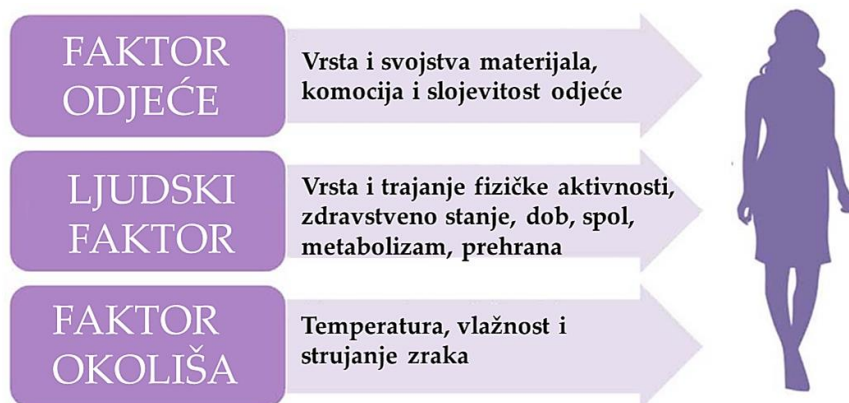 FAKTOR
ODJEĆE
Vrsta i svojstva materijala,
komocija i slojevitost odjeće
LJUDSKI
FAKTOR
Vrsta i trajanje fizičke aktivnosti,
zdravstveno stanje, dob, spol,
metabolizam, prehrana
FAKTOR
OKOLIŠA
Temperatura, vlažnost i
strujanje zraka